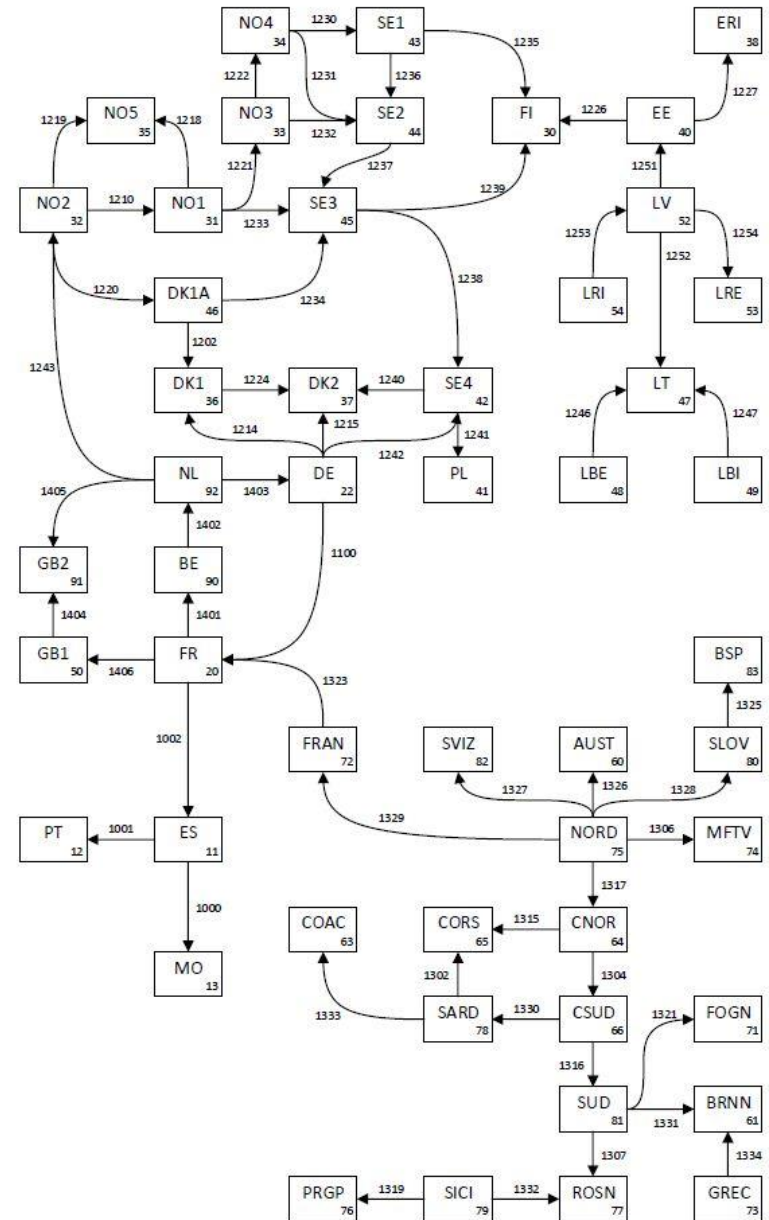 NO4 34 1230 SE1 43 1235 ERI 38
1222 1231 1236 1227
NO5 35 NO3 33 1232 SE2 44 FI 30 1226 EE 40
1219 1218 1221 1237 1251
NO2 32 1210 NO1 31 1233 SE3 45 1239 LV 52
1253 1252 1254
1220 DK1A 46 1234 1238 LRI 54 LRE 53
1202
1243 DK1 36 1224 DK2 37 1240 SE4 42 LT 47
1214 1215 1242 1241 1246 1247
1405 NL 92 1403 DE 22 PL 41 LBE 48 LBI 49
1402 1100
GB2 91 BE 90
1404 1401
GB1 50 1406 FR 20 BSP 83
1323 1325
1002 FRAN 72 SVIZ 82 AUST 60 SLOV 80
1327 1326 1328
1329
PT 12 1001 ES 11 NORD 75 1306 MFTV 74
1317
1000 COAC 63 CORS 65 1315 CNOR 64
MO 13 1302 1304
1333 SARD 78 1330 CSUD 66 1321 FOGN 71
1316
SUD 81 1331 BRNN 61
1307 1334
PRGP 76 1319 SICI 79 1332 ROSN 77 GREC 73